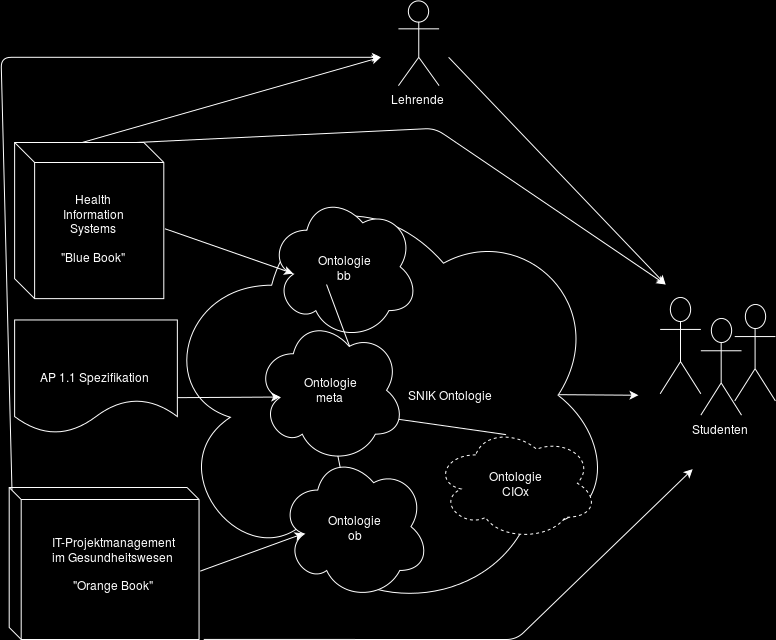 Lehrende
Health
Information
Systems
"Blue Book"
Ontologie
bb
AP 1.1 Spezifikation
Ontologie
meta
SNIK Ontologie
Studenten
Ontologie
CIOx
Ontologie
ob
IT-Projektmanagement
im Gesundheitswesen
"Orange Book"